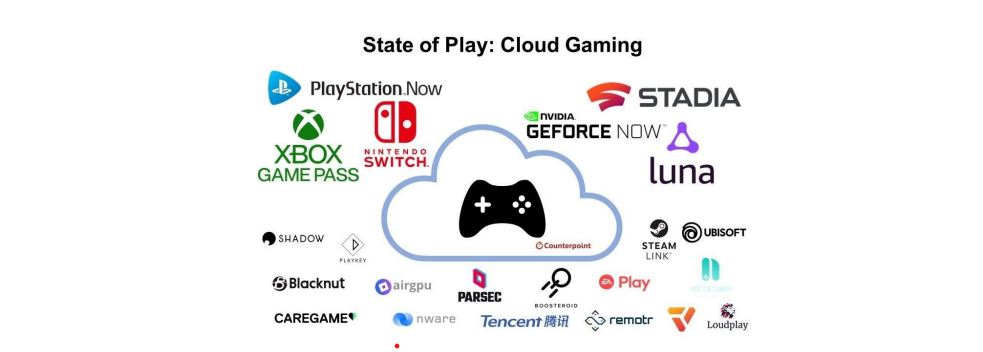 State of Play: Cloud Gaming
PlayStation Now
STADIA
NVIDIA
GEFORCE NOW
XBOX
GAME PASS
NINTENDO
SWITCH
luna
Counterpoint
SHADOW
PLAYKEY
STEAM
LINK
UBISOFT
Blacknut
airgpu
PARSEC
BOOSTEROID
EA Play
CAREGAME
nware
Tencent 腾讯
remotr
Loudplay